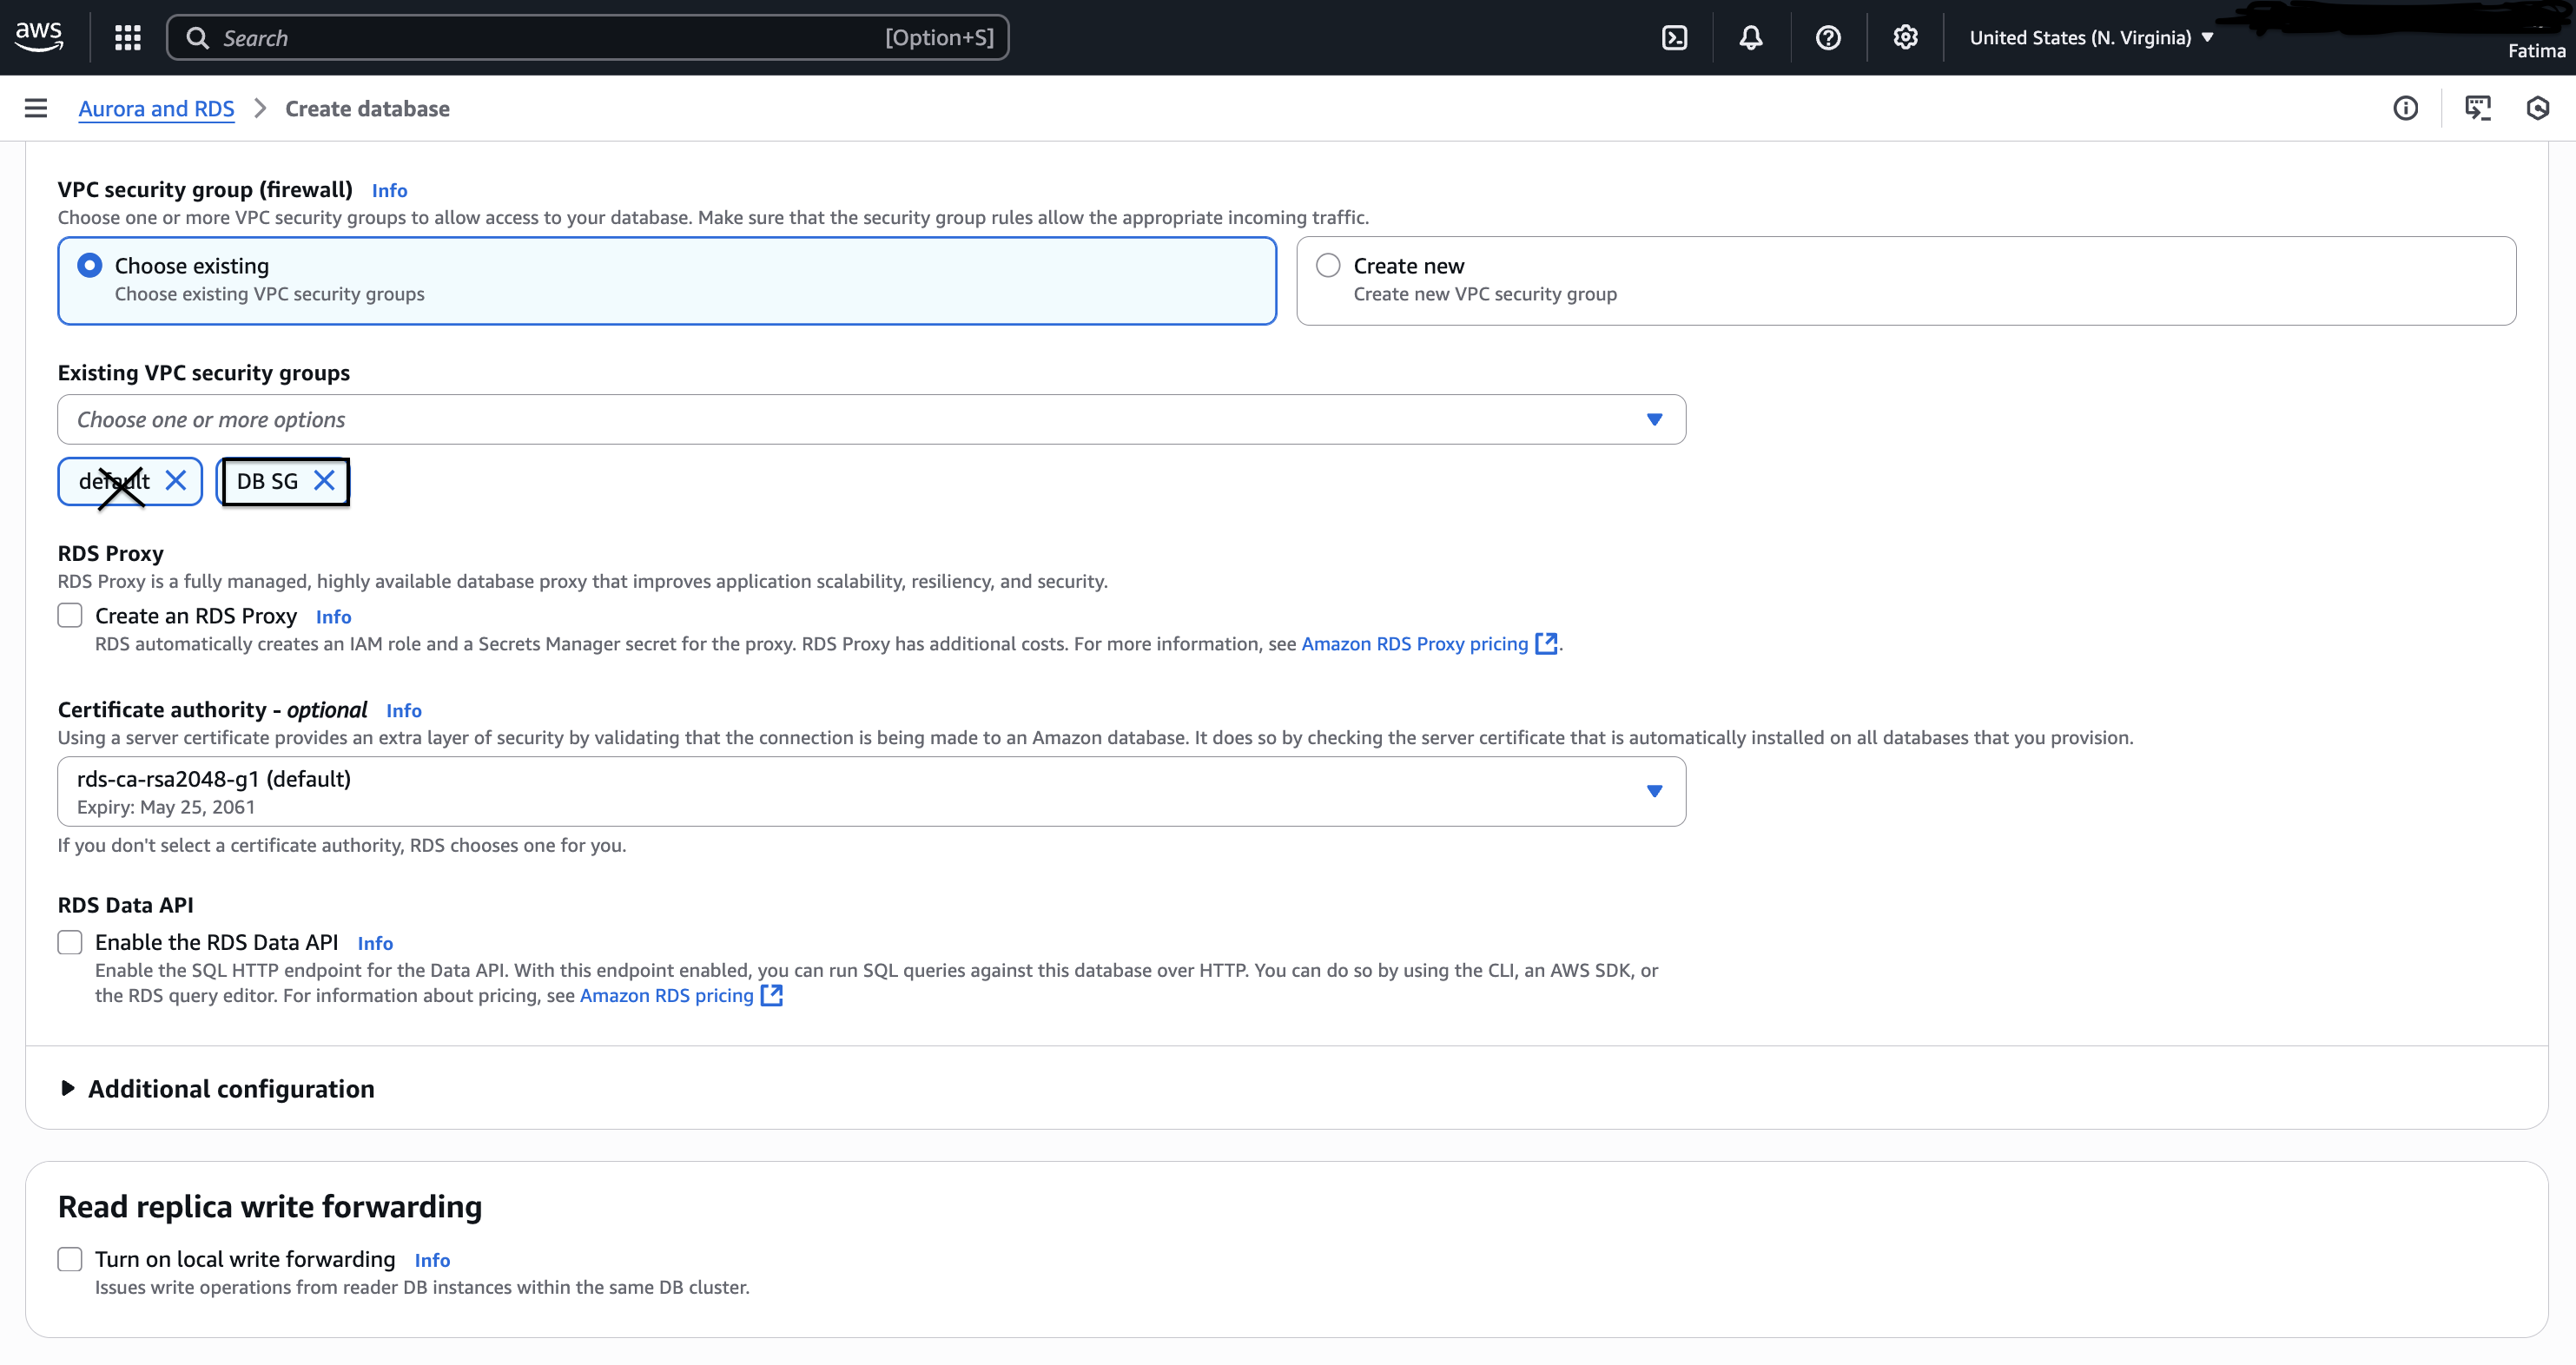 aws
Search [Option+S] United States (N. Virginia)
Fatima
Aurora and RDS Create database
VPC security group (firewall) Info
Choose one or more VPC security groups to allow access to your database. Make sure that the security group rules allow the appropriate incoming traffic.
Choose existing
Choose existing VPC security groups
Create new
Create new VPC security group
Existing VPC security groups
Choose one or more options
default DB SG
RDS Proxy
RDS Proxy is a fully managed, highly available database proxy that improves application scalability, resiliency, and security.
Create an RDS Proxy Info
RDS automatically creates an IAM role and a Secrets Manager secret for the proxy. RDS Proxy has additional costs. For more information, see Amazon RDS Proxy pricing.
Certificate authority - optional Info
Using a server certificate provides an extra layer of security by validating that the connection is being made to an Amazon database. It does so by checking the server certificate that is automatically installed on all databases that you provision.
rds-ca-rsa2048-g1 (default)
Expiry: May 25, 2061
If you don't select a certificate authority, RDS chooses one for you.
RDS Data API
Enable the RDS Data API Info
Enable the SQL HTTP endpoint for the Data API. With this endpoint enabled, you can run SQL queries against this database over HTTP. You can do so by using the CLI, an AWS SDK, or
the RDS query editor. For information about pricing, see Amazon RDS pricing
Additional configuration
Read replica write forwarding
Turn on local write forwarding Info
Issues write operations from reader DB instances within the same DB cluster.